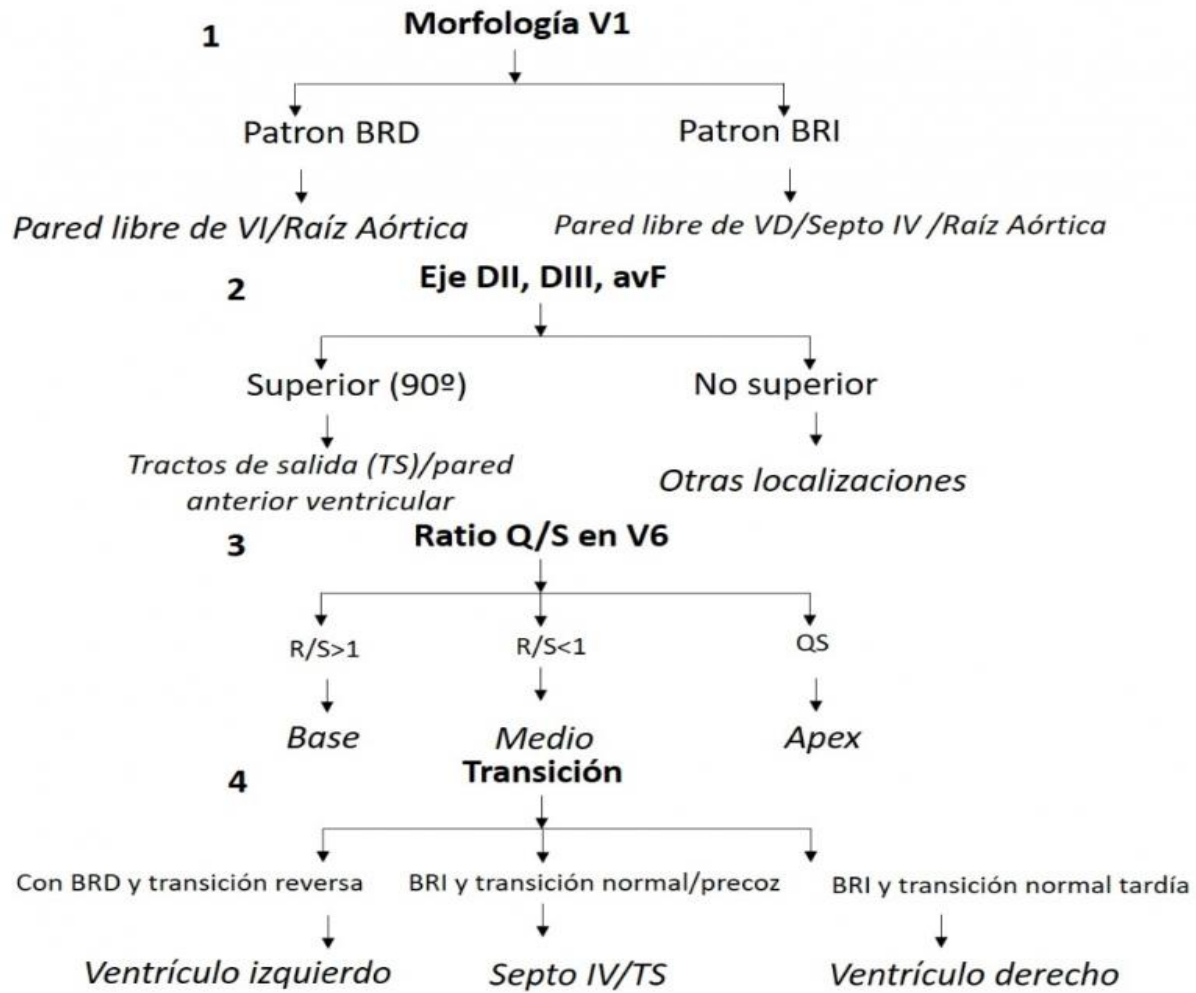 1
Morfología V1
Patron BRD
Patron BRI
Pared libre de VI/Raíz Aórtica
Pared libre de VD/Septo IV /Raíz Aórtica
2
Eje DII, DIII, avF
Superior (90º)
No superior
Tractos de salida (TS)/pared
anterior ventricular
Otras localizaciones
3
Ratio Q/S en V6
R/S>1
R/S<1
QS
Base
Medio
Apex
4
Transición
Con BRD y transición reversa
BRI y transición normal/precoz
BRI y transición normal tardía
Ventrículo izquierdo
Septo IV/TS
Ventrículo derecho